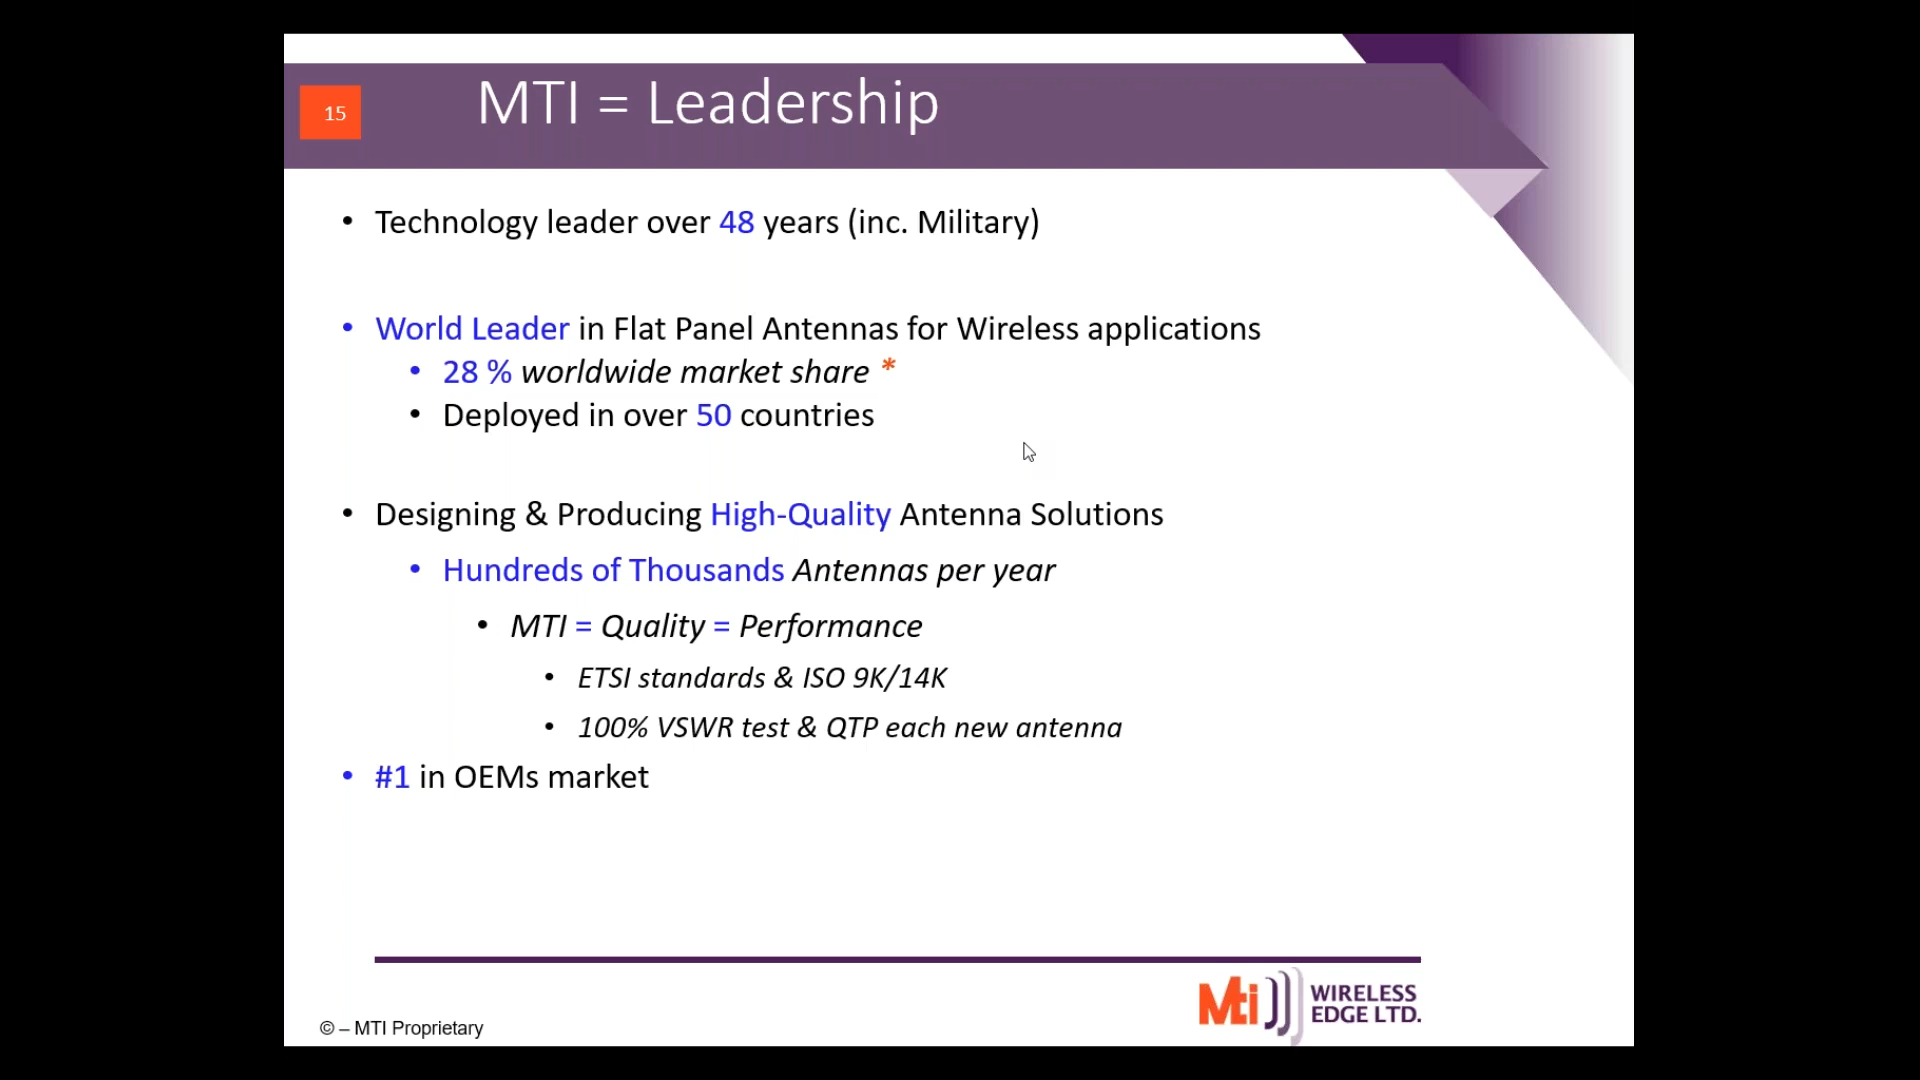 15
MTI = Leadership
• Technology leader over 48 years (inc. Military)
• World Leader in Flat Panel Antennas for Wireless applications
• 28 % worldwide market share *
• Deployed in over 50 countries
• Designing & Producing High-Quality Antenna Solutions
• Hundreds of Thousands Antennas per year
• MTI = Quality = Performance
• ETSI standards & ISO 9K/14K
• 100% VSWR test & QTP each new antenna
• #1 in OEMs market
Mti WIRELESS
EDGE LTD.
© – MTI Proprietary